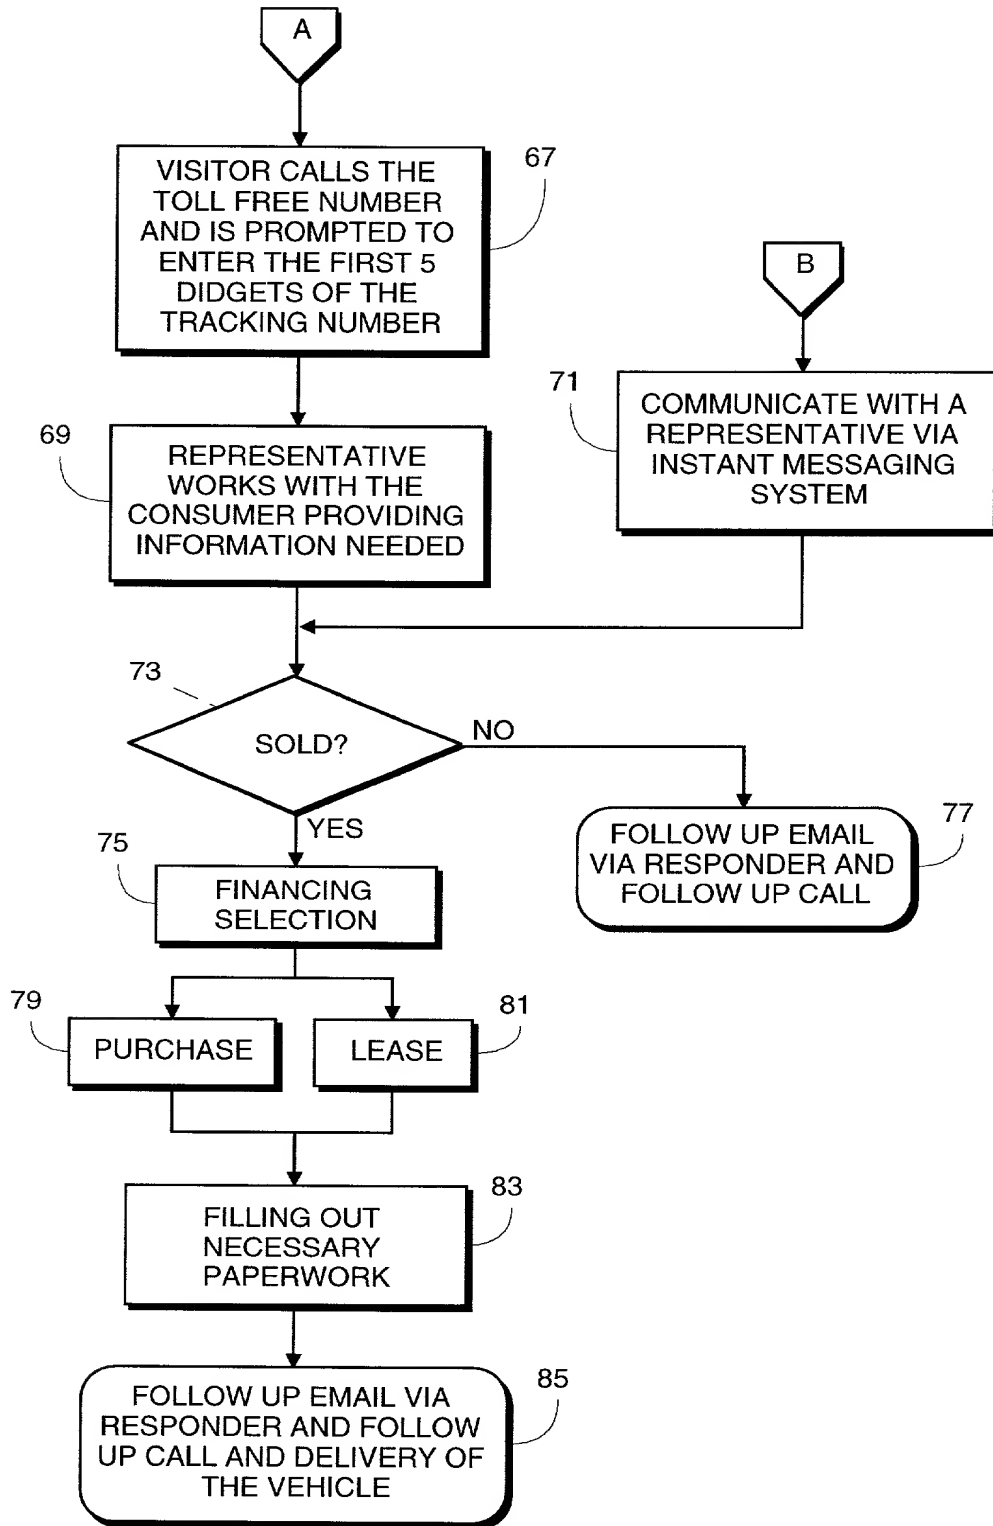 A
VISITOR CALLS THE
TOLL FREE NUMBER
AND IS PROMPTED TO
ENTER THE FIRST 5
DIDGETS OF THE
TRACKING NUMBER
67
B
71
COMMUNICATE WITH A
REPRESENTATIVE VIA
INSTANT MESSAGING
SYSTEM
69
REPRESENTATIVE
WORKS WITH THE
CONSUMER PROVIDING
INFORMATION NEEDED
73
SOLD?
NO
YES
77
FOLLOW UP EMAIL
VIA RESPONDER AND
FOLLOW UP CALL
75
FINANCING
SELECTION
79
PURCHASE
81
LEASE
83
FILLING OUT
NECESSARY
PAPERWORK
85
FOLLOW UP EMAIL VIA
RESPONDER AND FOLLOW
UP CALL AND DELIVERY OF
THE VEHICLE